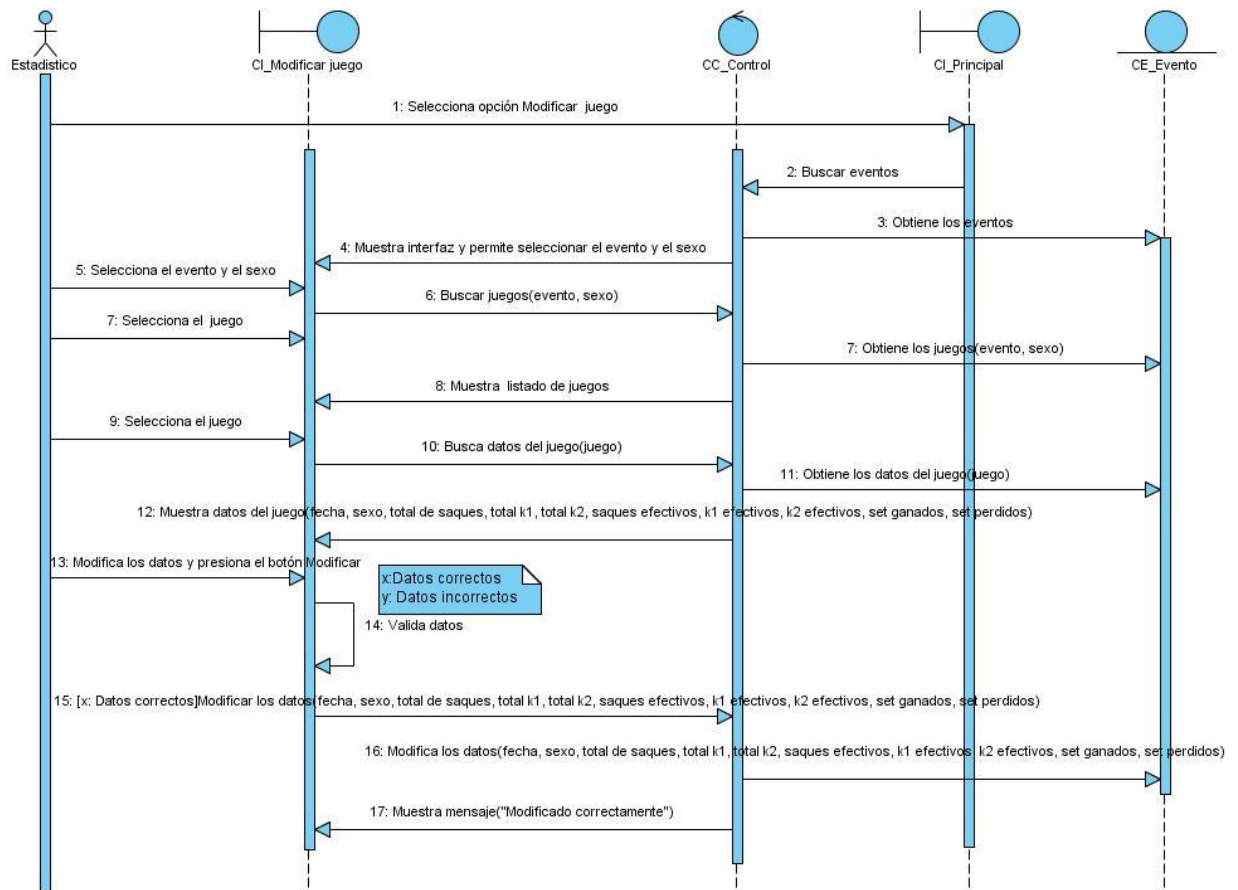 Estadistico
CI_Modificar juego
CC_Control
CI_Principal
CE_Evento
1: Selecciona opción Modificar juego
2: Buscar eventos
3: Obtiene los eventos
4: Muestra interfaz y permite seleccionar el evento y el sexo
5: Selecciona el evento y el sexo
6: Buscar juegos(evento, sexo)
7: Selecciona el juego
7: Obtiene los juegos(evento, sexo)
8: Muestra listado de juegos
9: Selecciona el juego
10: Busca datos del juego(juego)
11: Obtiene los datos del juego(juego)
12: Muestra datos del juego(fecha, sexo, total de saques, total k1, total k2, saques efectivos, k1 efectivos, k2 efectivos, set ganados, set perdidos)
13: Modifica los datos y presiona el botón Modificar
x:Datos correctos
y: Datos incorrectos
14: Valida datos
15: [x: Datos correctos]Modificar los datos(fecha, sexo, total de saques, total k1, total k2, saques efectivos, k1 efectivos, k2 efectivos, set ganados, set perdidos)
16: Modifica los datos(fecha, sexo, total de saques, total k1, total k2, saques efectivos, k1 efectivos, k2 efectivos, set ganados, set perdidos)
17: Muestra mensaje("Modificado correctamente")